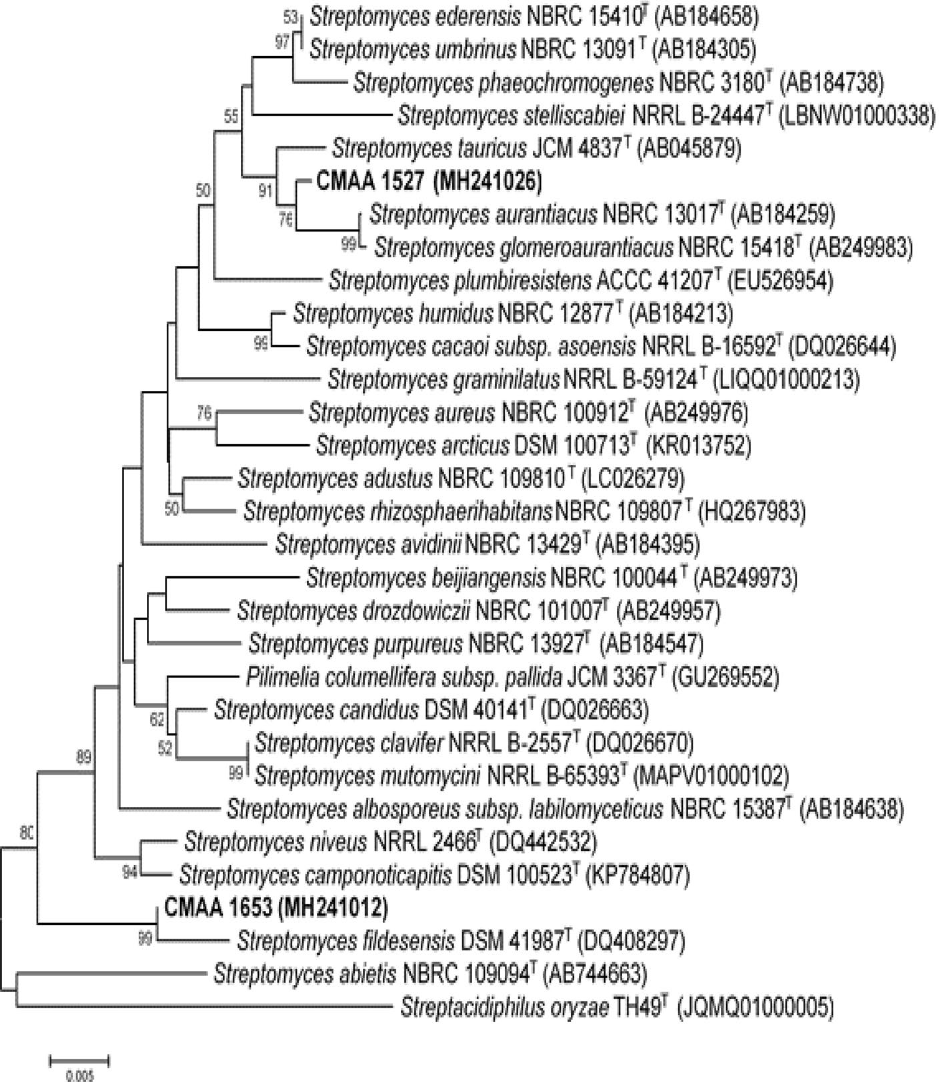 53 Streptomyces ederensis NBRC 15410T (AB184658)
97 Streptomyces umbrinus NBRC 13091T (AB184305)
Streptomyces phaeochromogenes NBRC 3180T (AB184738)
55 Streptomyces stelliscabiei NRRL B-24447T (LBNW01000338)
Streptomyces tauricus JCM 4837T (AB045879)
50 91 CMAA 1527 (MH241026)
76 Streptomyces aurantiacus NBRC 13017T (AB184259)
99 Streptomyces glomeroaurantiacus NBRC 15418T (AB249983)
Streptomyces plumbiresistens ACCC 41207T (EU526954)
Streptomyces humidus NBRC 12877T (AB184213)
99 Streptomyces cacaoi subsp. asoensis NRRL B-16592T (DQ026644)
Streptomyces graminilatus NRRL B-59124T (LIQQ01000213)
76 Streptomyces aureus NBRC 100912T (AB249976)
Streptomyces arcticus DSM 100713T (KR013752)
Streptomyces adustus NBRC 109810T (LC026279)
50 Streptomyces rhizosphaerihabitans NBRC 109807T (HQ267983)
Streptomyces avidinii NBRC 13429T (AB184395)
Streptomyces beijiangensis NBRC 100044T (AB249973)
Streptomyces drozdowiczii NBRC 101007T (AB249957)
Streptomyces purpureus NBRC 13927T (AB184547)
Pilimelia columellifera subsp. pallida JCM 3367T (GU269552)
62 Streptomyces candidus DSM 40141T (DQ026663)
52 Streptomyces clavifer NRRL B-2557T (DQ026670)
99 Streptomyces mutomycini NRRL B-65393T (MAPV01000102)
89 Streptomyces albosporeus subsp. labilomyceticus NBRC 15387T (AB184638)
80 Streptomyces niveus NRRL 2466T (DQ442532)
94 Streptomyces camponoticapitis DSM 100523T (KP784807)
CMAA 1653 (MH241012)
99 Streptomyces fildesensis DSM 41987T (DQ408297)
Streptomyces abietis NBRC 109094T (AB744663)
Streptacidiphilus oryzae TH49T (JQMQ01000005)
0.005